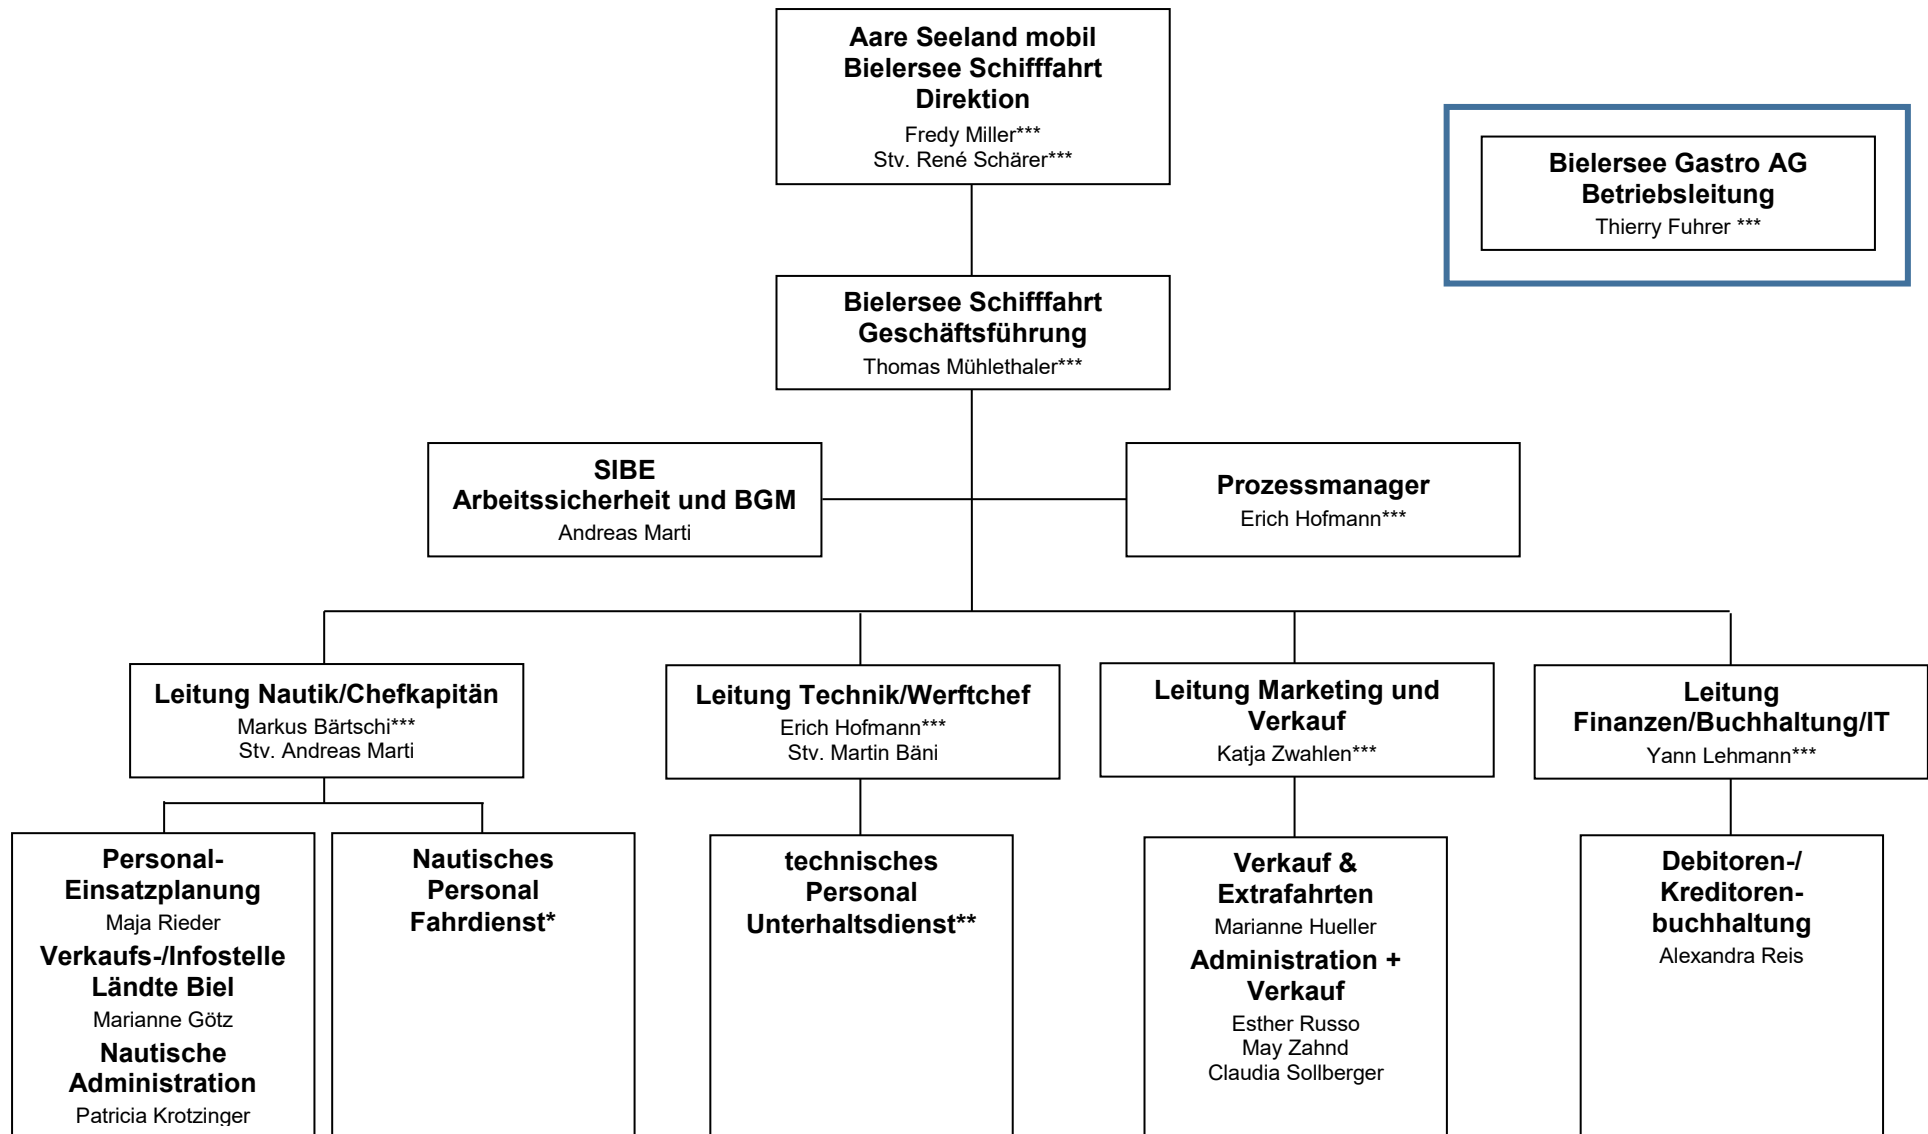 Aare Seeland mobil
Bielersee Schifffahrt
Direktion
Fredy Miller***
Stv. René Schärer***
Bielersee Gastro AG
Betriebsleitung
Thierry Fuhrer ***
Bielersee Schifffahrt
Geschäftsführung
Thomas Mühlethaler***
SIBE
Arbeitssicherheit und BGM
Andreas Marti
Prozessmanager
Erich Hofmann***
Leitung Nautik/Chefkapitän
Markus Bärtschi***
Stv. Andreas Marti
Leitung Technik/Werftchef
Erich Hofmann***
Stv. Martin Bäni
Leitung Marketing und
Verkauf
Katja Zwahlen***
Leitung
Finanzen/Buchhaltung/IT
Yann Lehmann***
Personal-
Einsatzplanung
Maja Rieder
Verkaufs-/Infostelle
Ländte Biel
Marianne Götz
Nautische
Administration
Patricia Krotzinger
Nautisches
Personal
Fahrdienst*
technisches
Personal
Unterhaltsdienst**
Verkauf &
Extrafahrten
Marianne Hueller
Administration +
Verkauf
Esther Russo
May Zahnd
Claudia Sollberger
Debitoren-/
Kreditoren-
buchhaltung
Alexandra Reis